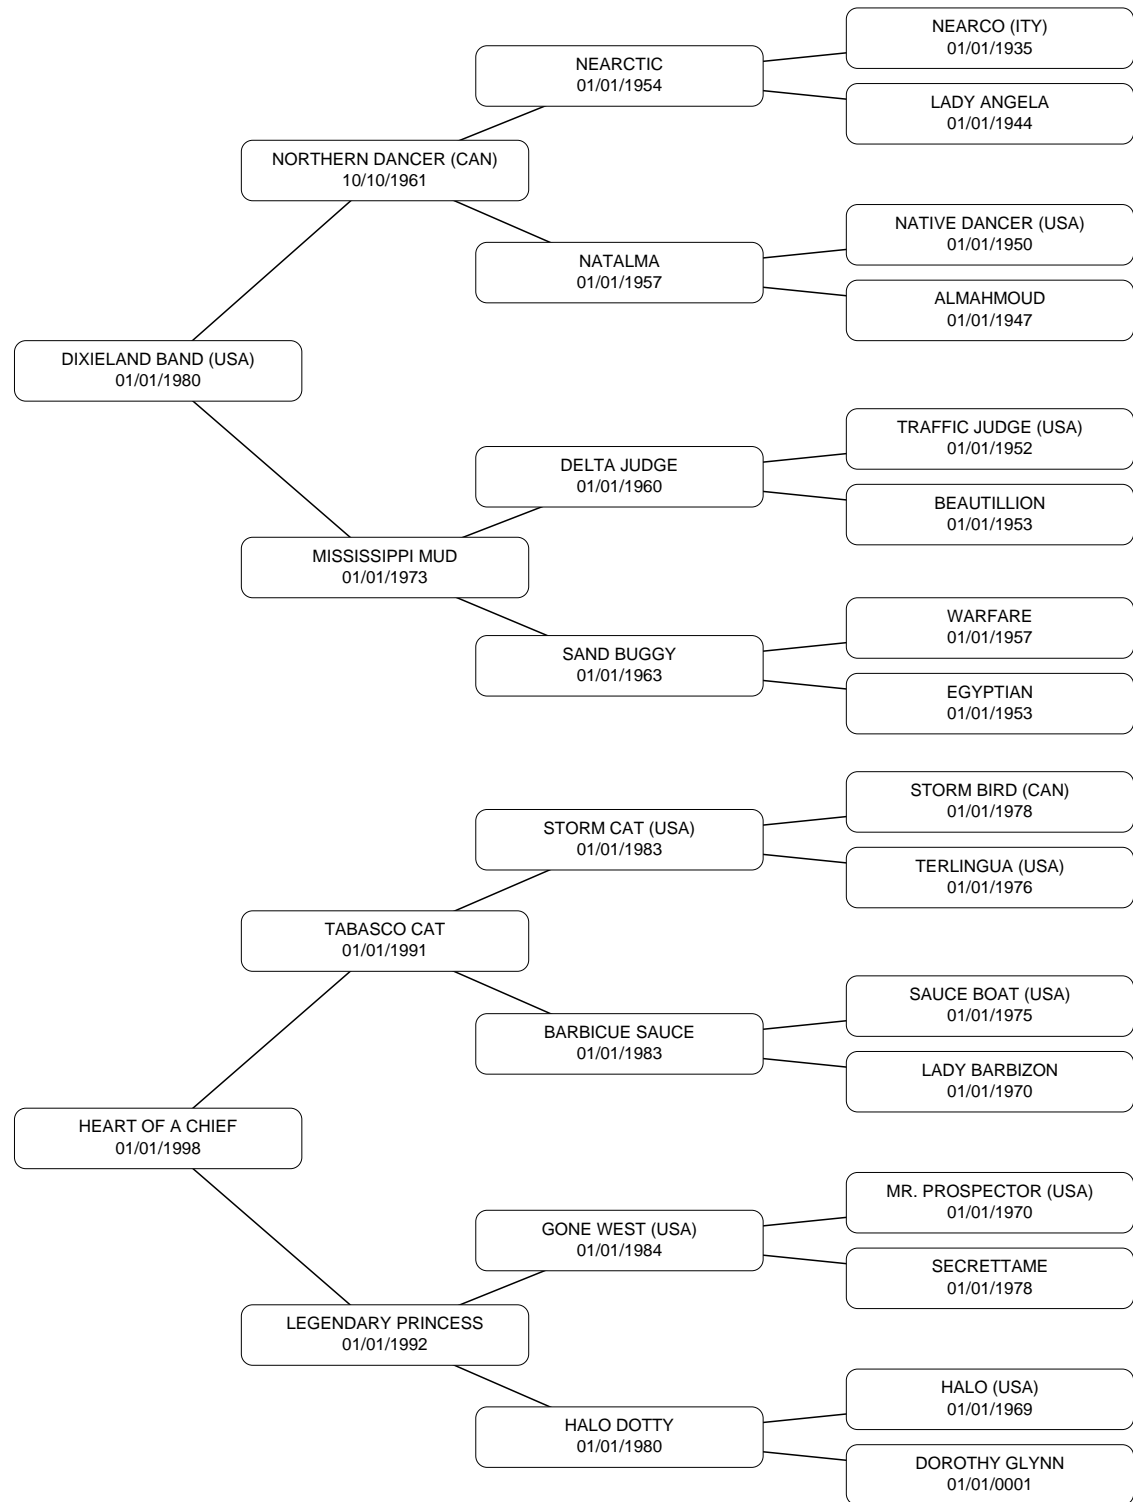 NEARCO (ITY)
01/01/1935
NEARCTIC
01/01/1954
LADY ANGELA
01/01/1944
NORTHERN DANCER (CAN)
10/10/1961
NATIVE DANCER (USA)
01/01/1950
NATALMA
01/01/1957
ALMAHMOUD
01/01/1947
DIXIELAND BAND (USA)
01/01/1980
TRAFFIC JUDGE (USA)
01/01/1952
DELTA JUDGE
01/01/1960
BEAUTILLION
01/01/1953
MISSISSIPPI MUD
01/01/1973
WARFARE
01/01/1957
SAND BUGGY
01/01/1963
EGYPTIAN
01/01/1953
STORM BIRD (CAN)
01/01/1978
STORM CAT (USA)
01/01/1983
TERLINGUA (USA)
01/01/1976
TABASCO CAT
01/01/1991
SAUCE BOAT (USA)
01/01/1975
BARBICUE SAUCE
01/01/1983
LADY BARBIZON
01/01/1970
HEART OF A CHIEF
01/01/1998
MR. PROSPECTOR (USA)
01/01/1970
GONE WEST (USA)
01/01/1984
SECRETTAME
01/01/1978
LEGENDARY PRINCESS
01/01/1992
HALO (USA)
01/01/1969
HALO DOTTY
01/01/1980
DOROTHY GLYNN
01/01/0001